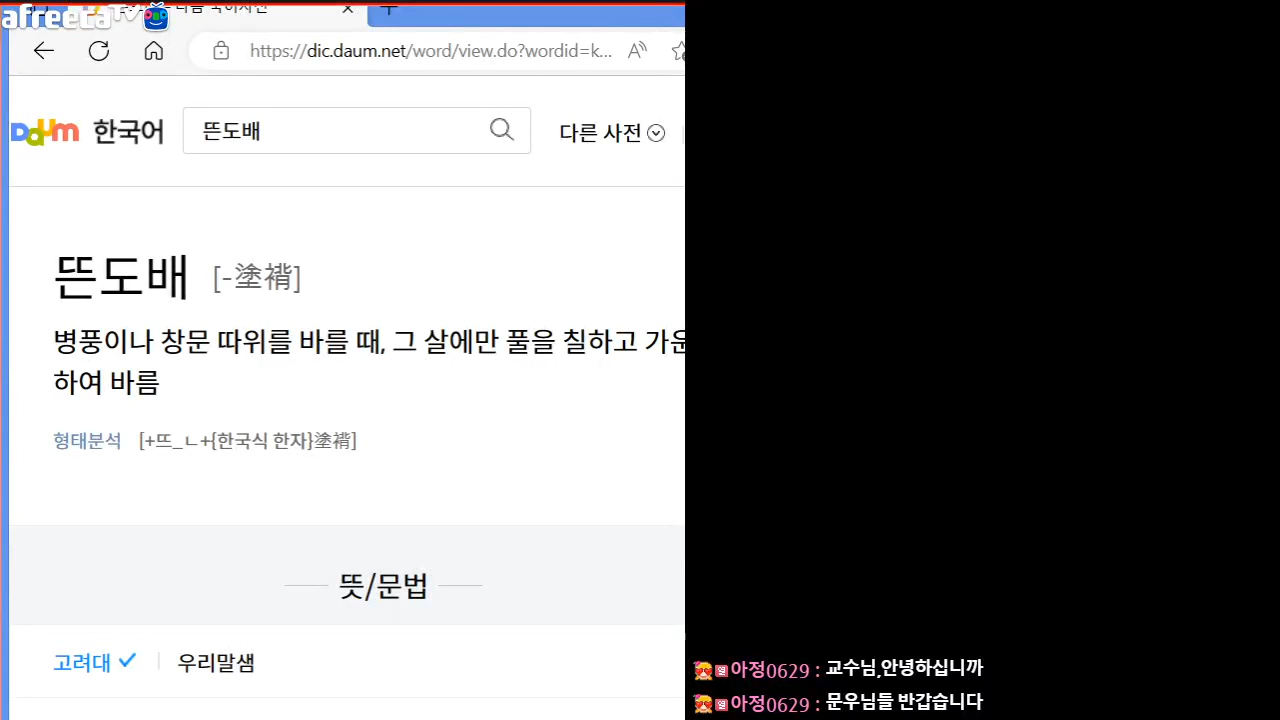 afreecaTV
https://dic.daum.net/word/view.do?wordid=k...
Daum 한국어
뜬도배
다른 사전
뜬도배 [-塗褙]
병풍이나 창문 따위를 바를 때, 그 살에만 풀을 칠하고 가운
하여 바름
형태분석 [+뜨_ㄴ+{한국식 한자}塗褙]
뜻/문법
고려대 우리말샘
아정0629 : 교수님,안녕하십니까
아정0629 : 문우님들 반갑습니다